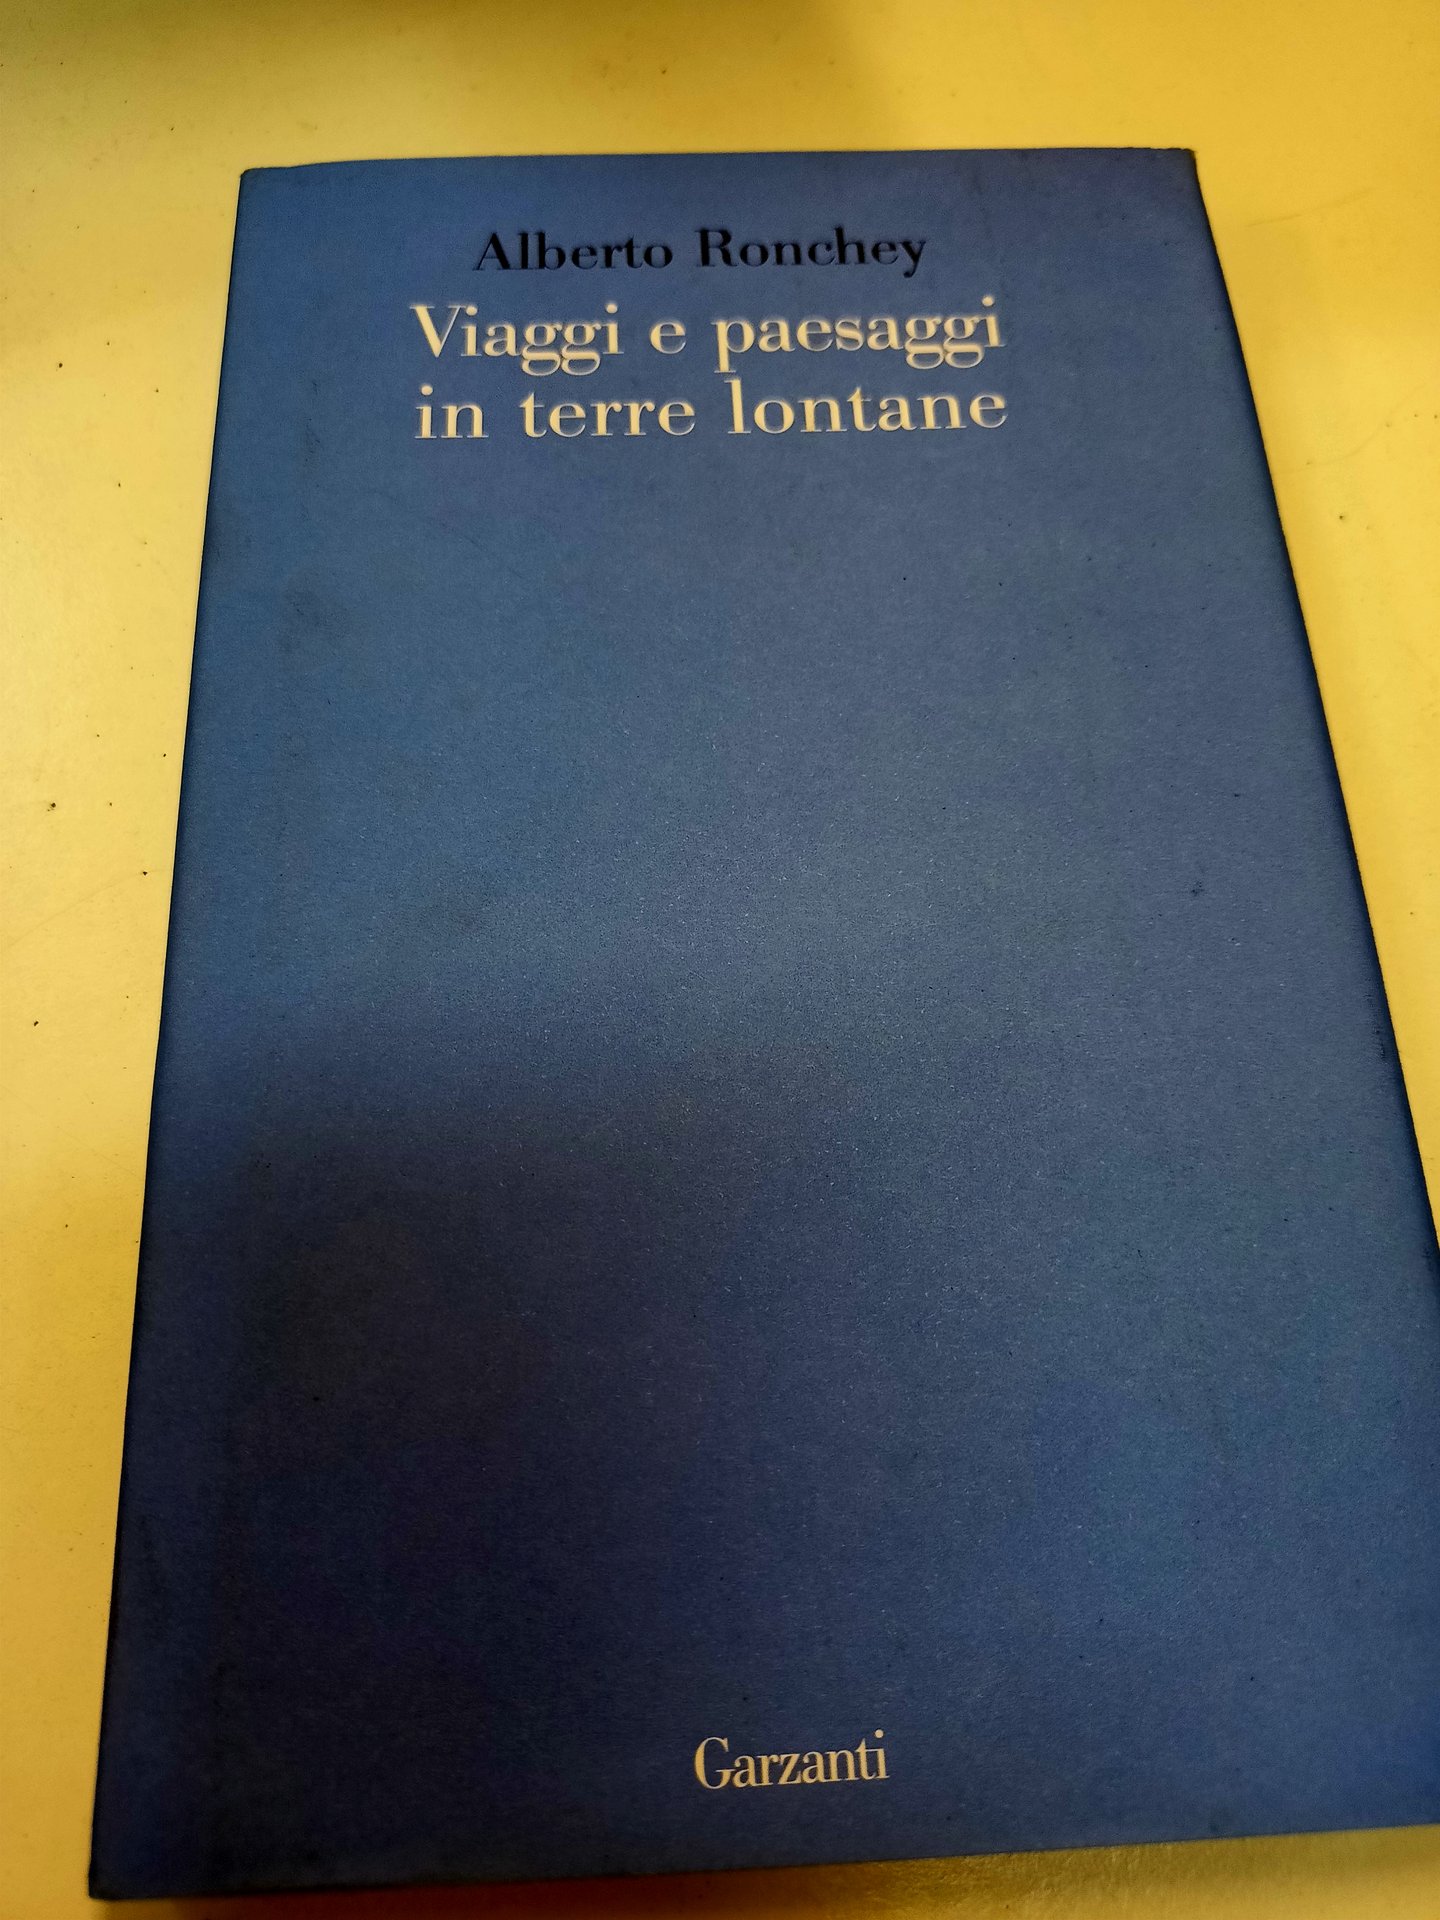 Alberto Ronchey
Viaggi e paesaggi
in terre lontane
Garzanti